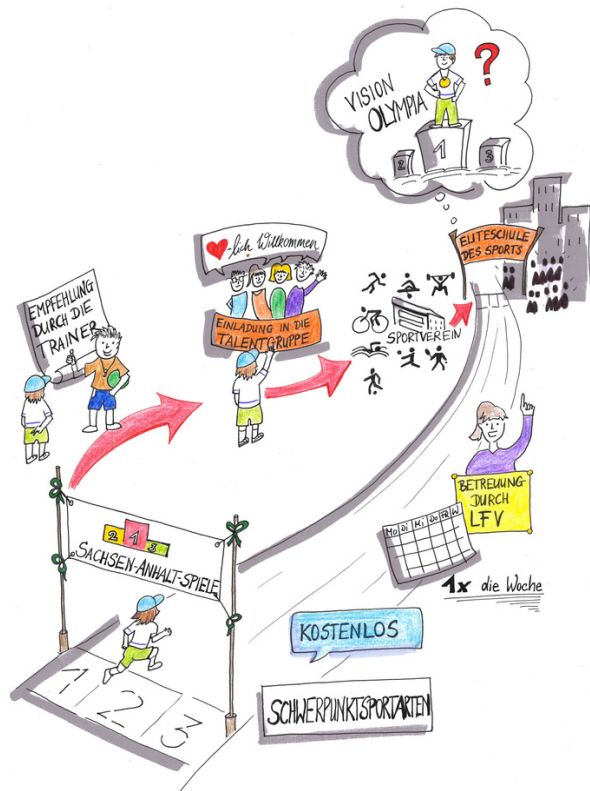 VISION
OLYMPIA
?
2 1 3
ELITESCHULE
DES SPORTS
-lich Willkommen
EINLADUNG IN DIE
TALENTGRUPPE
SPORTVEREIN
EMPFEHLUNG
DURCH DIE
TRAINER
BETREUUNG
DURCH
LFV
Mo Di Mi Do FR W
1x die Woche
2 1 3
SACHSEN-ANHALT-SPIELE
KOSTENLOS
1 2 3
SCHWERPUNKTSPORTARTEN